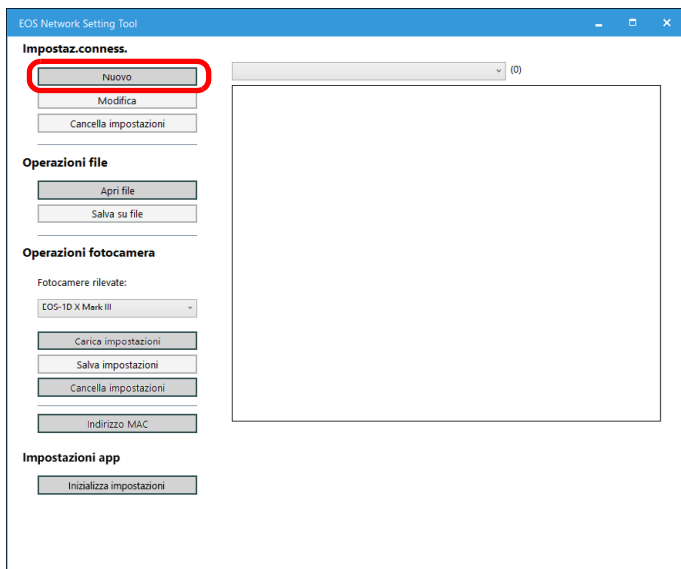 EOS Network Setting Tool
Impostaz.conness.
Nuovo
(0)
Modifica
Cancella impostazioni
Operazioni file
Apri file
Salva su file
Operazioni fotocamera
Fotocamere rilevate:
EOS-1D X Mark III
Carica impostazioni
Salva impostazioni
Cancella impostazioni
Indirizzo MAC
Impostazioni app
Inizializza impostazioni